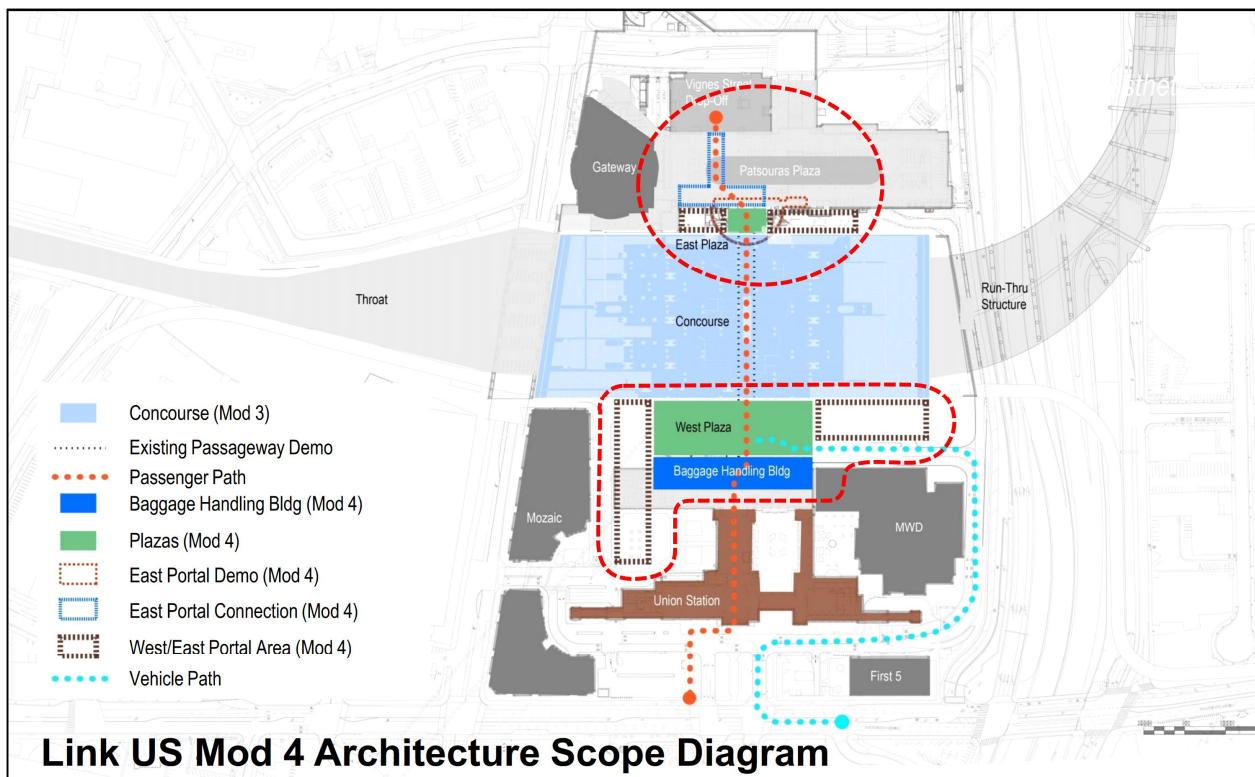 Vignes Street
Drop-Off
Gateway
Patsouras Plaza
East Plaza
Throat
Run-Thru
Structure
Concourse
Concourse (Mod 3)
Existing Passageway Demo
Passenger Path
Baggage Handling Bldg (Mod 4)
Plazas (Mod 4)
East Portal Demo (Mod 4)
East Portal Connection (Mod 4)
West/East Portal Area (Mod 4)
Vehicle Path
West Plaza
Baggage Handling Bldg
Mozaic
MWD
Union Station
First 5
Link US Mod 4 Architecture Scope Diagram